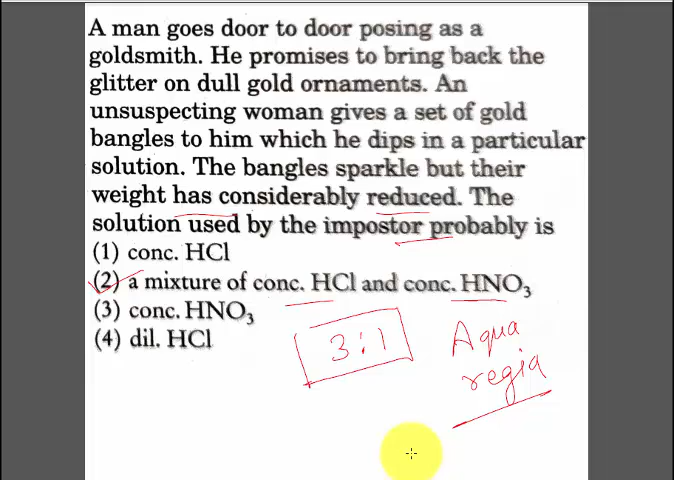 A man goes door to door posing as a
goldsmith. He promises to bring back the
glitter on dull gold ornaments. An
unsuspecting woman gives a set of gold
bangles to him which he dips in a particular
solution. The bangles sparkle but their
weight has considerably reduced. The
solution used by the impostor probably is
(1) conc. HCl
(2) a mixture of conc. HCl and conc. HNO₃
(3) conc. HNO₃
(4) dil. HCl
3:1
Aqua
regia